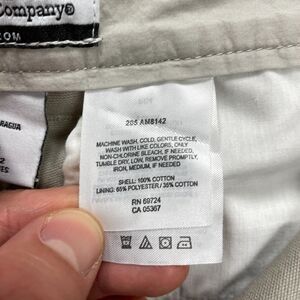 Company®
.COM
RAGUA
205 AM8142
MACHINE WASH, COLD, GENTLE-CYCLE,
WASH WITH LIKE COLORS, ONLY
NON-CHLORINE BLEACH, IF NEEDED,
TUMBLE DRY, LOW, REMOVE PROMPTLY,
IRON, MEDIUM, IF NEEDED
SHELL: 100% COTTON
LINING: 65% POLYESTER / 35% COTTON
RN 69724
CA 05367